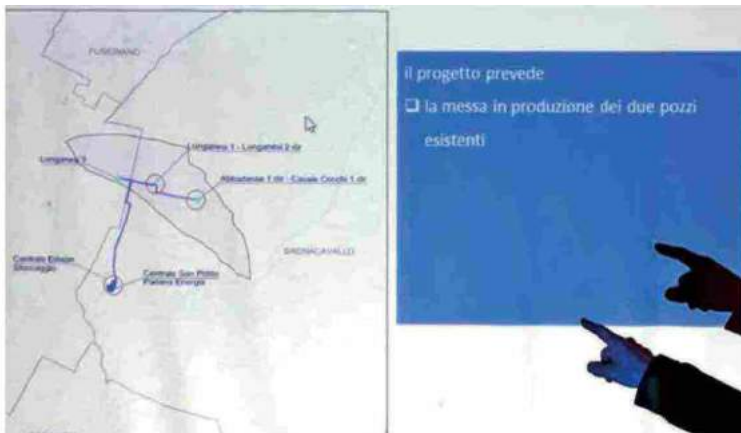 FUSIGNANO
Longanesi 1 - Longanesi 2 dir
Longanesi 3
Abbadesse 1 dir - Casale Cocchi 1 dir
BAGNACAVALLO
Centrale Edison
Stoccaggio
Centrale San Potito
Padana Energia
il progetto prevede
❑ la messa in produzione dei due pozzi
esistenti